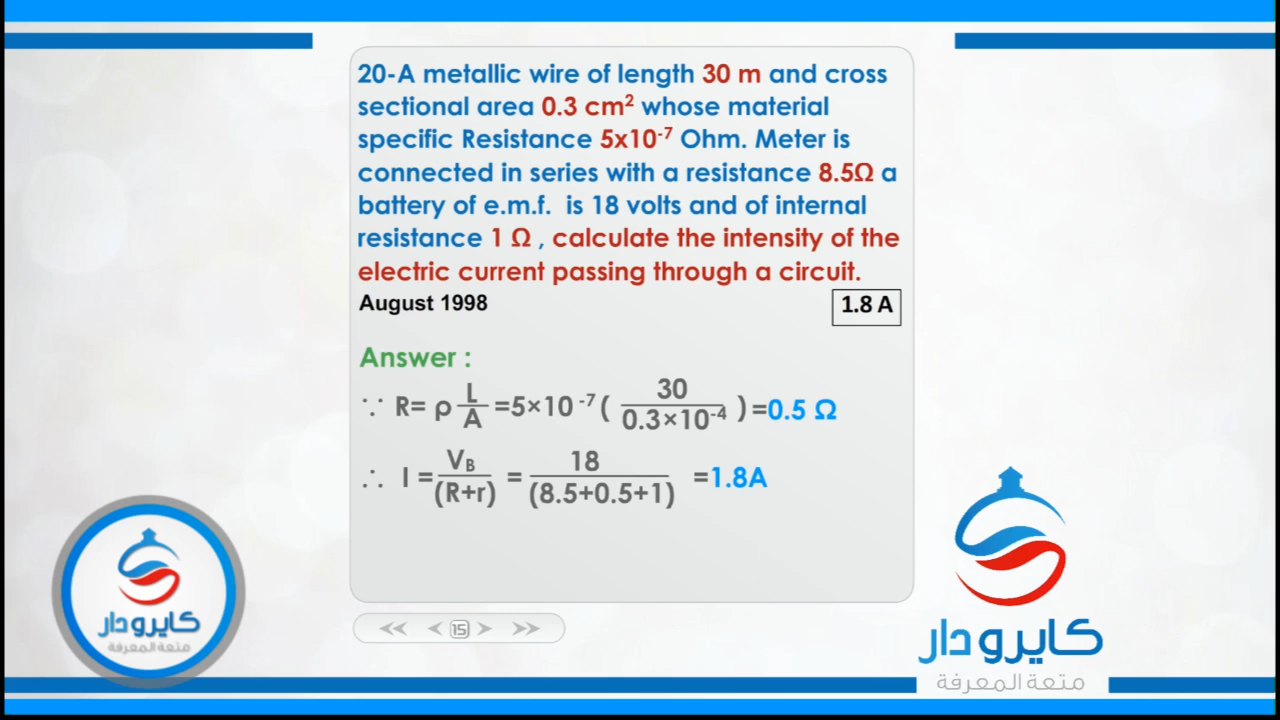 20-A metallic wire of length 30 m and cross
sectional area 0.3 cm² whose material
specific Resistance 5x10⁻⁷ Ohm. Meter is
connected in series with a resistance 8.5Ω a
battery of e.m.f. is 18 volts and of internal
resistance 1 Ω , calculate the intensity of the
electric current passing through a circuit.
August 1998
1.8 A
Answer :
∵ R= ρ L/A =5×10⁻⁷ ( 30 / 0.3×10⁻⁴ ) =0.5 Ω
∴ I = V_B/(R+r) = 18/(8.5+0.5+1) =1.8A
15
كايرو دار
متعة المعرفة
كايرو دار
متعة المعرفة